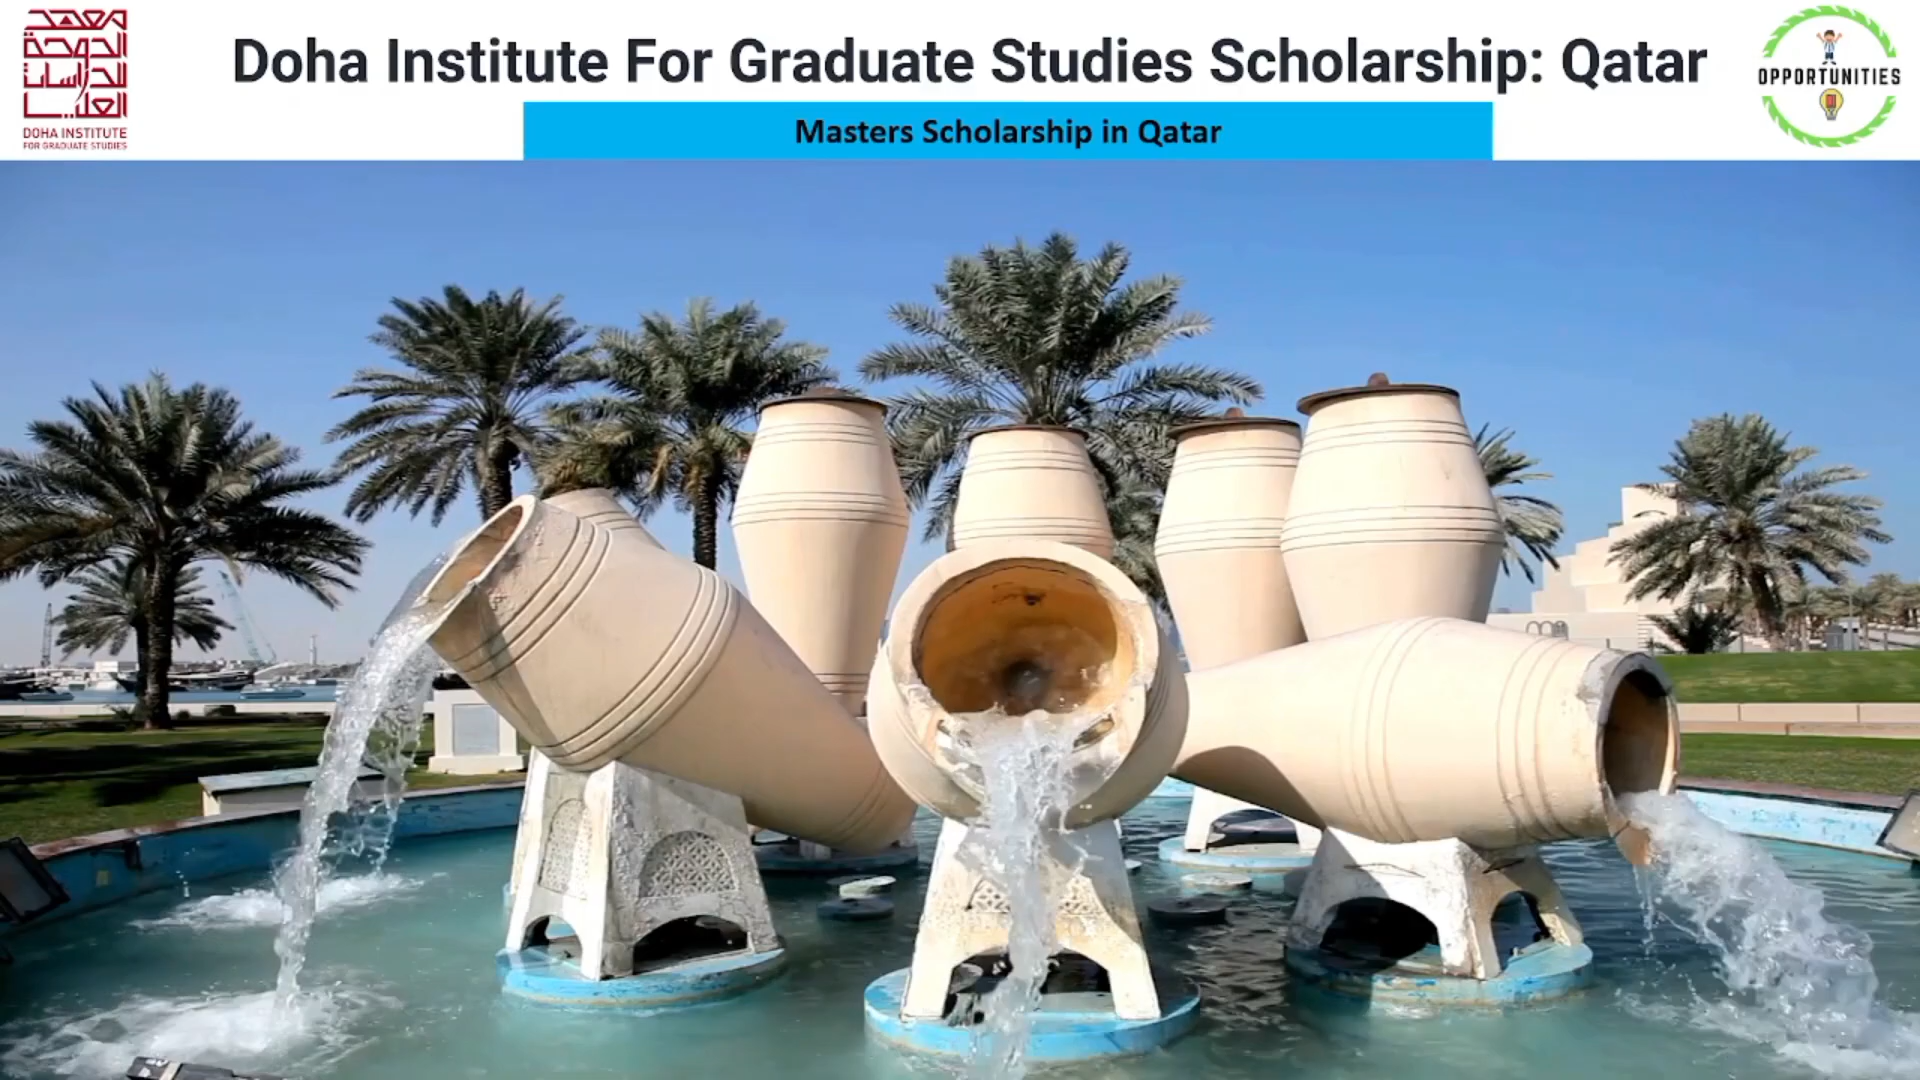 معهد
الدوحة
للدراسات
العليا
DOHA INSTITUTE
FOR GRADUATE STUDIES
Doha Institute For Graduate Studies Scholarship: Qatar
Masters Scholarship in Qatar
OPPORTUNITIES